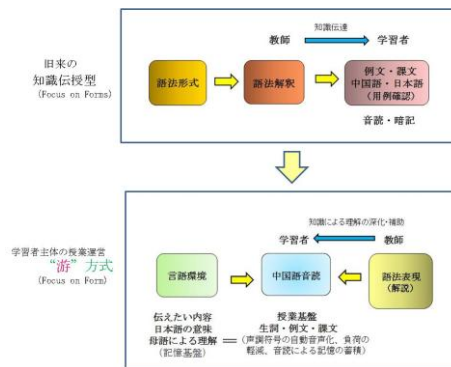 旧来の
知識伝授型
(Focus on Forms)
知識伝達
教師
学習者
語法形式
語法解釈
例文・課文
中国語・日本語
(用例確認)
音読・暗記
学習者主体の授業運営
“游”方式
(Focus on Form)
知識による理解の深化・補助
学習者
教師
言語環境
中国語音読
語法表現
(解説)
伝えたい内容
日本語の意味
母語による理解
(記憶基盤)
=
授業基盤
生詞・例文・課文
(声調符号の自動音声化、負荷の
軽減、音読による記憶の蓄積)